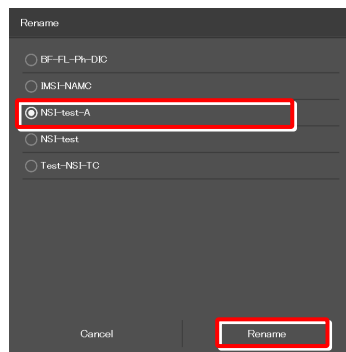 Rename
BF-FL-Ph-DIC
IMSI-NAMC
NSI-test-A
NSI-test
Test-NSI-TC
Cancel
Rename